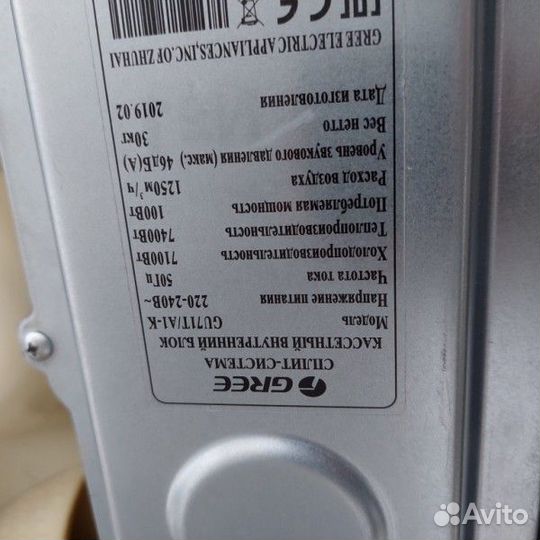 GREE
СПЛИТ-СИСТЕМА
КАССЕТНЫЙ ВНУТРЕННИЙ БЛОК
Модель GU71T/A1-K
Напряжение питания 220-240В~
Частота тока 50Гц
Холодопроизводительность 7100Вт
Теплопроизводительность 7400Вт
Потребляемая мощность 100Вт
Расход воздуха 1250м³/ч
Уровень звукового давления (макс.) 46дБ(А)
Вес нетто 30кг
Дата изготовления 2019.02
GREE ELECTRIC APPLIANCES,INC.OF ZHUHAI
EAC CE
Avito